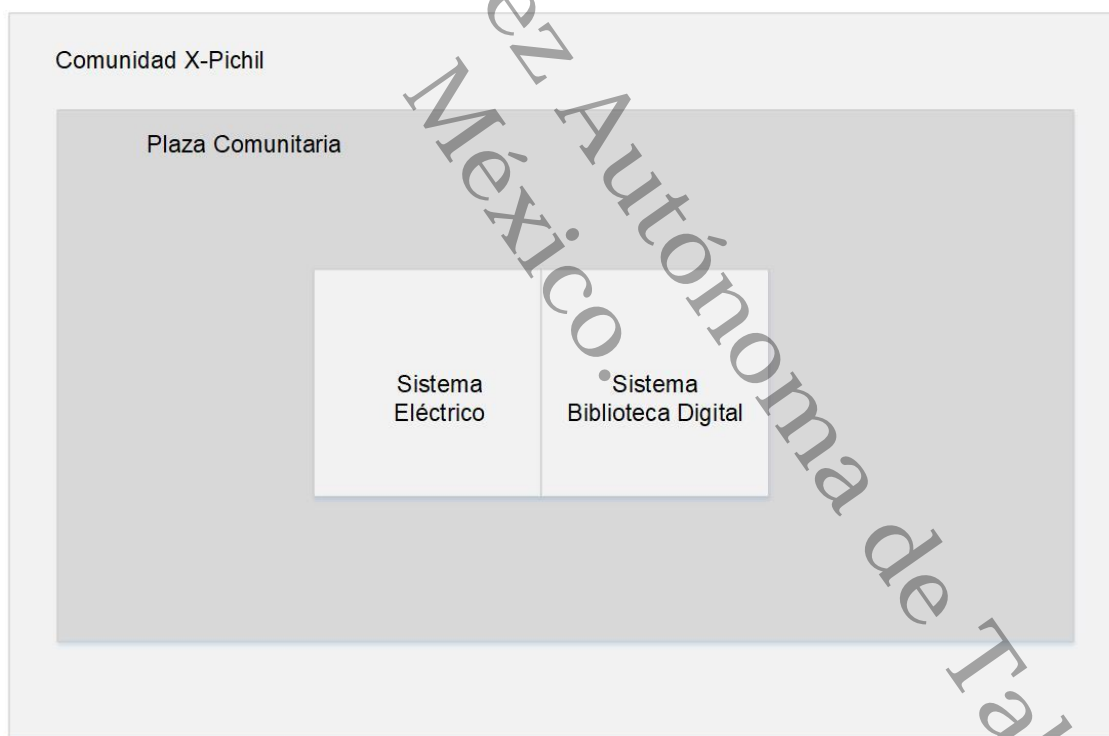 Comunidad X-Pichil
Plaza Comunitaria
Sistema
Eléctrico
Sistema
Biblioteca Digital
Autónoma de
México.